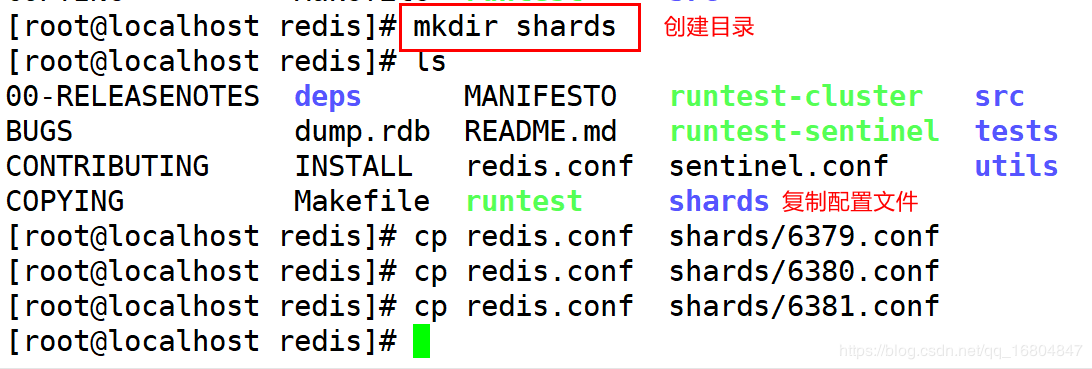 [root@localhost redis]# mkdir shards 创建目录
[root@localhost redis]# ls
00-RELEASENOTES deps MANIFESTO runtest-cluster src
BUGS dump.rdb README.md runtest-sentinel tests
CONTRIBUTING INSTALL redis.conf sentinel.conf utils
COPYING Makefile runtest shards 复制配置文件
[root@localhost redis]# cp redis.conf shards/6379.conf
[root@localhost redis]# cp redis.conf shards/6380.conf
[root@localhost redis]# cp redis.conf shards/6381.conf
[root@localhost redis]#
https://blog.csdn.net/qq_16804847